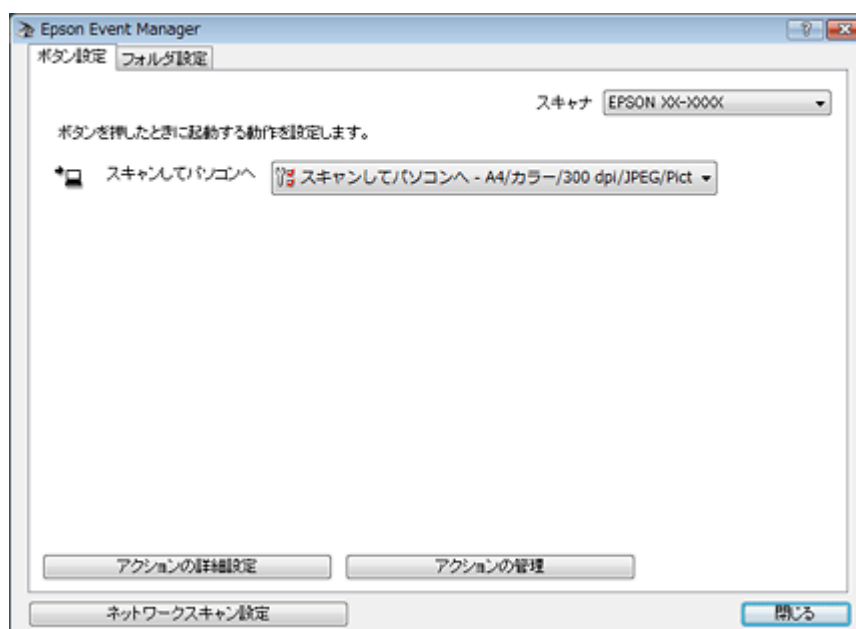 Epson Event Manager
ボタン設定 フォルダ設定
スキャナ EPSON XX-XXXX
ボタンを押したときに起動する動作を設定します。
スキャンしてパソコンへ スキャンしてパソコンへ - A4/カラー/300 dpi/JPEG/Pict
アクションの詳細設定 アクションの管理
ネットワークスキャン設定 閉じる